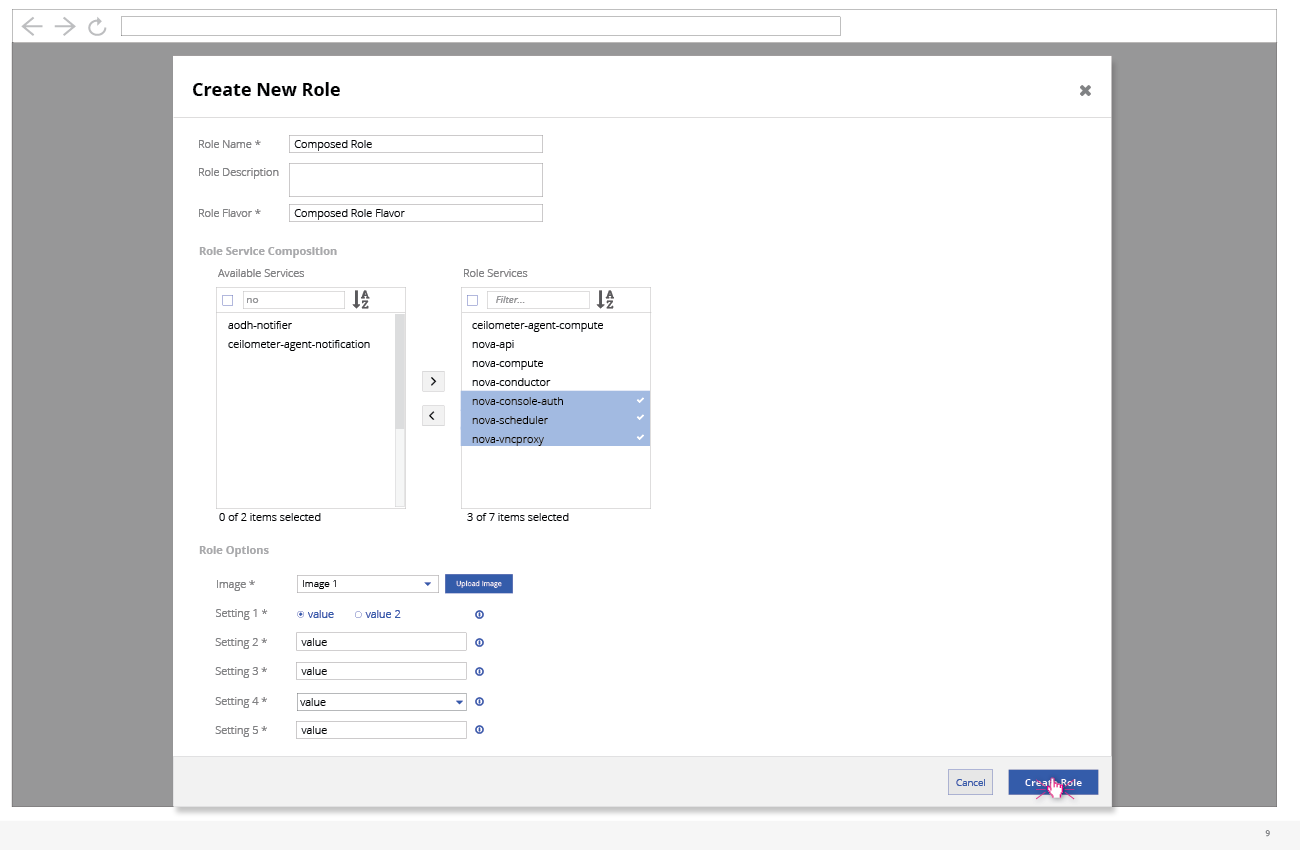 Create New Role
Role Name *
Composed Role
Role Description
Role Flavor *
Composed Role Flavor
Role Service Composition
Available Services
no
A
Z
aodh-notifier
ceilometer-agent-notification
0 of 2 items selected
Role Services
Filter...
A
Z
ceilometer-agent-compute
nova-api
nova-compute
nova-conductor
nova-console-auth
nova-scheduler
nova-vncproxy
3 of 7 items selected
Role Options
Image *
Image 1
Upload Image
Setting 1 *
value
value 2
Setting 2 *
value
Setting 3 *
value
Setting 4 *
value
Setting 5 *
value
Cancel
Create Role
9